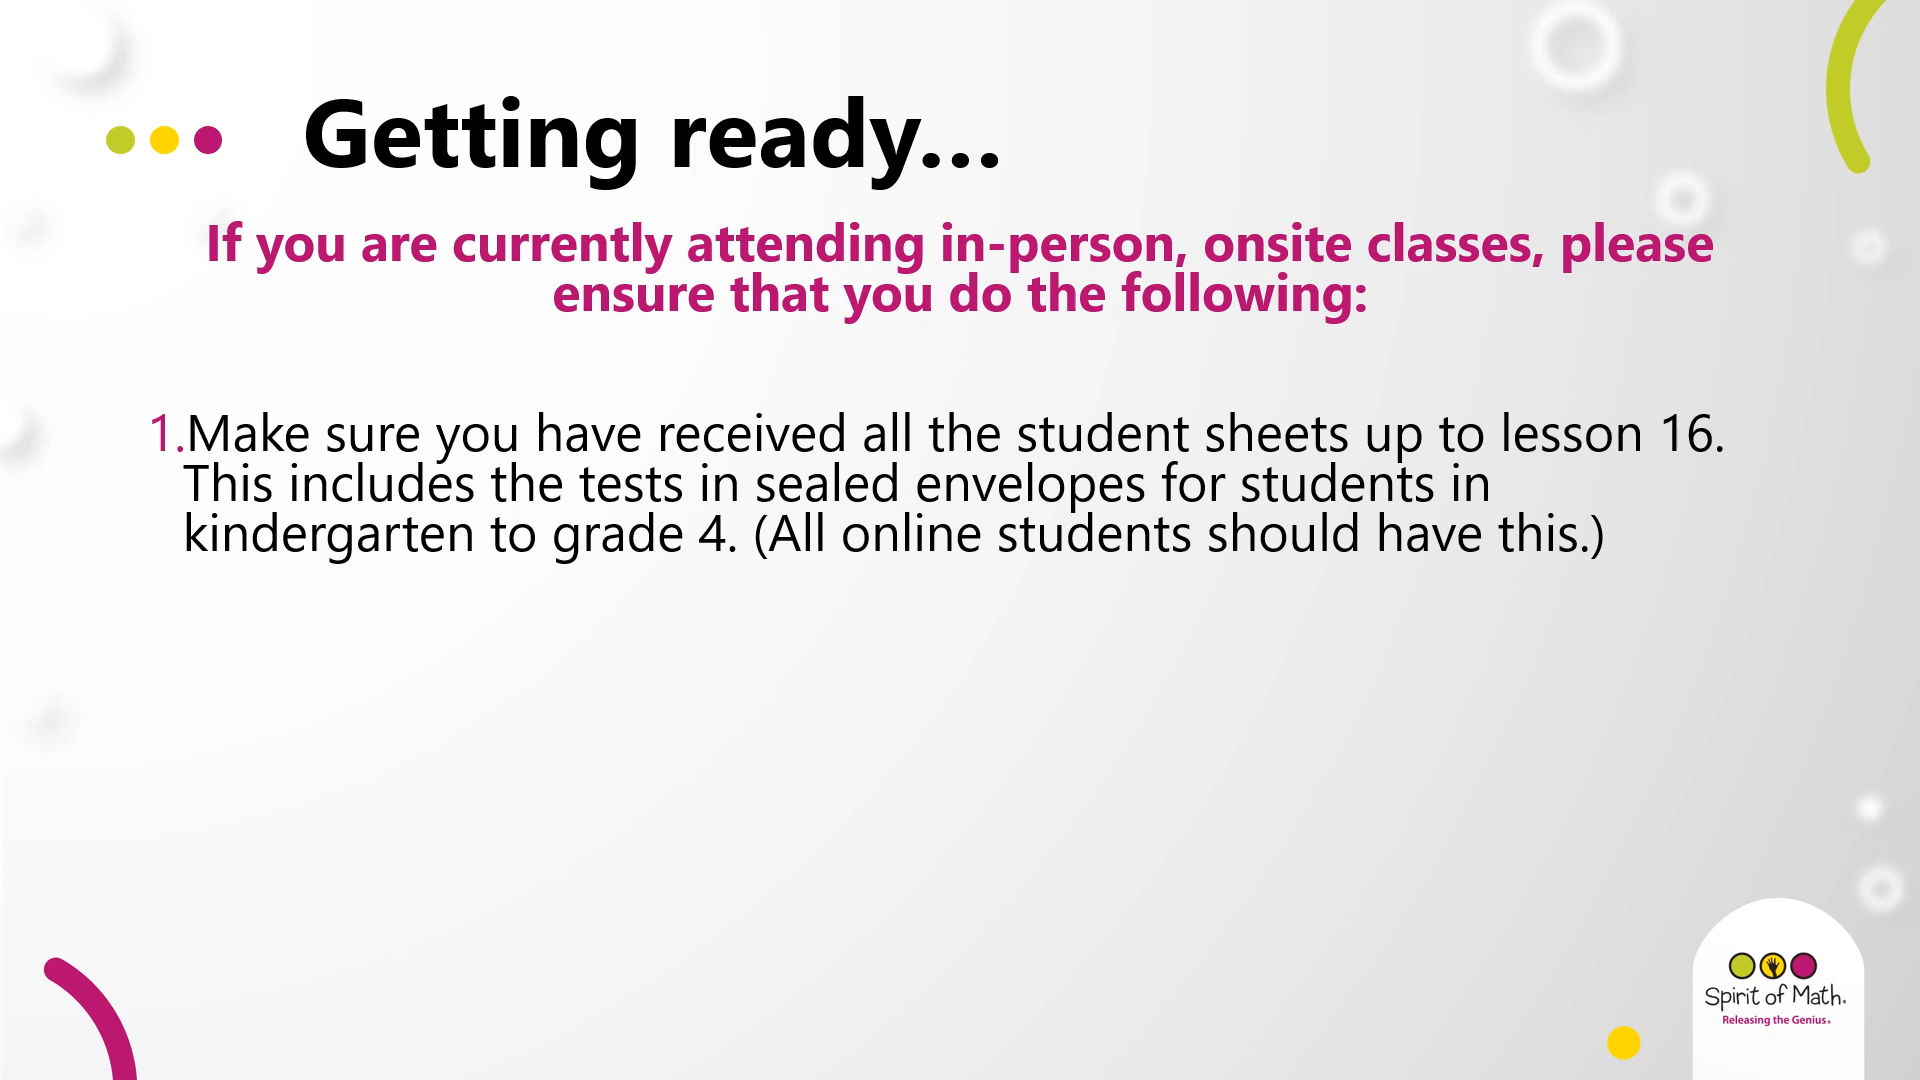 Getting ready...
If you are currently attending in-person, onsite classes, please
ensure that you do the following:
1.Make sure you have received all the student sheets up to lesson 16.
This includes the tests in sealed envelopes for students in
kindergarten to grade 4. (All online students should have this.)
Spirit of Math®
Releasing the Genius®